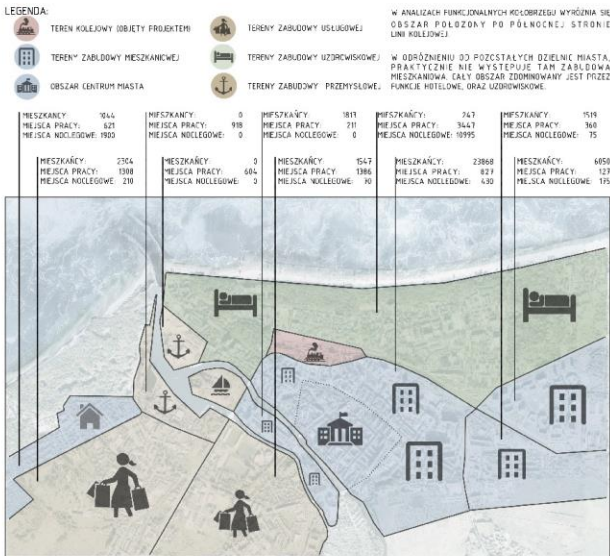 LEGENDA:
TEREN KOLEJOWY (OBJĘTY PROJEKTEM)
TERENY ZABUDOWY MIESZKANIOWEJ
OBSZAR CENTRUM MIASTA
TERENY ZABUDOWY USŁUGOWEJ
TERENY ZABUDOWY UZDROWISKOWEJ
TERENY ZABUDOWY PRZEMYSŁOWEJ
W ANALIZACH FUNKCJONALNYCH KOŁOBRZEGU WYRÓŻNIA SIĘ
OBSZAR POŁOŻONY PO PÓŁNOCNEJ STRONIE
LINII KOLEJOWEJ.
W ODRÓŻNIENIU OD POZOSTAŁYCH DZIELNIC MIASTA,
PRAKTYCZNIE NIE WYSTĘPUJE TAM ZABUDOWA
MIESZKANIOWA. CAŁY OBSZAR ZDOMINOWANY JEST PRZEZ
FUNKCJE HOTELOWE, ORAZ UZDROWISKOWE.
MIESZKAŃCY: 1044
MIEJSCA PRACY: 621
MIEJSCA NOCLEGOWE: 1900
MIESZKAŃCY: 0
MIEJSCA PRACY: 918
MIEJSCA NOCLEGOWE: 0
MIESZKAŃCY: 1813
MIEJSCA PRACY: 211
MIEJSCA NOCLEGOWE: 0
MIESZKAŃCY: 247
MIEJSCA PRACY: 3447
MIEJSCA NOCLEGOWE: 10995
MIESZKAŃCY: 1519
MIEJSCA PRACY: 360
MIEJSCA NOCLEGOWE: 75
MIESZKAŃCY: 2304
MIEJSCA PRACY: 1308
MIEJSCA NOCLEGOWE: 210
MIESZKAŃCY: 0
MIEJSCA PRACY: 604
MIEJSCA NOCLEGOWE: 0
MIESZKAŃCY: 1547
MIEJSCA PRACY: 1386
MIEJSCA NOCLEGOWE: 70
MIESZKAŃCY: 23868
MIEJSCA PRACY: 827
MIEJSCA NOCLEGOWE: 430
MIESZKAŃCY: 6050
MIEJSCA PRACY: 127
MIEJSCA NOCLEGOWE: 175